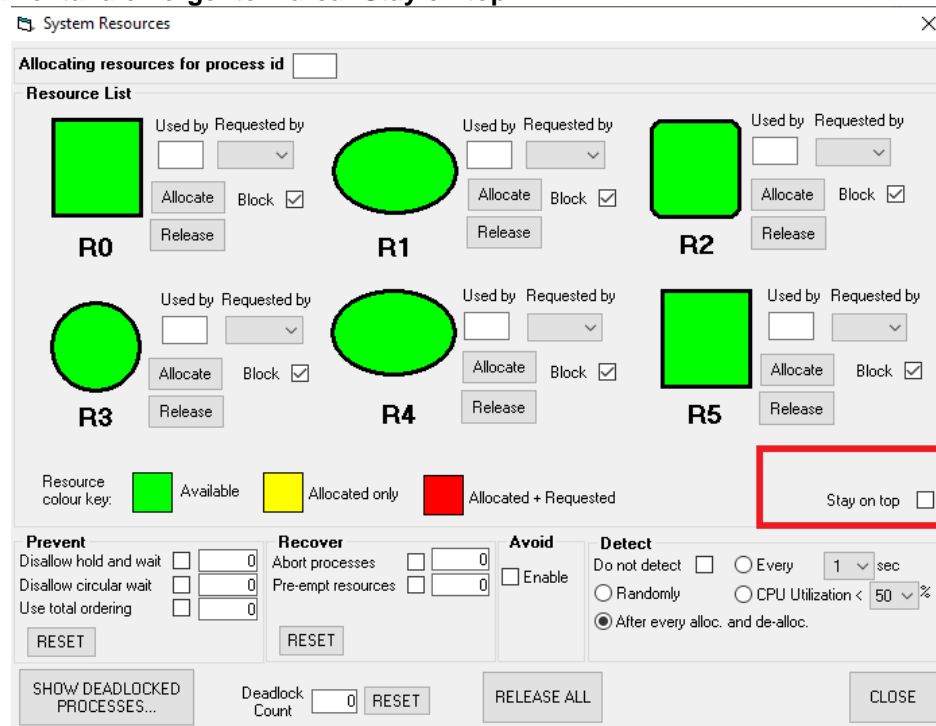 System Resources
Allocating resources for process id
Resource List
Used by Requested by
Allocate Block
Release
R0
Used by Requested by
Allocate Block
Release
R1
Used by Requested by
Allocate Block
Release
R2
Used by Requested by
Allocate Block
Release
R3
Used by Requested by
Allocate Block
Release
R4
Used by Requested by
Allocate Block
Release
R5
Resource
colour key:
Available
Allocated only
Allocated + Requested
Stay on top
Prevent
Disallow hold and wait 0
Disallow circular wait 0
Use total ordering 0
RESET
Recover
Abort processes 0
Pre-empt resources 0
RESET
Avoid
Enable
Detect
Do not detect Every 1 sec
Randomly CPU Utilization < 50 %
After every alloc. and de-alloc.
SHOW DEADLOCKED
PROCESSES...
Deadlock
Count
0 RESET
RELEASE ALL
CLOSE